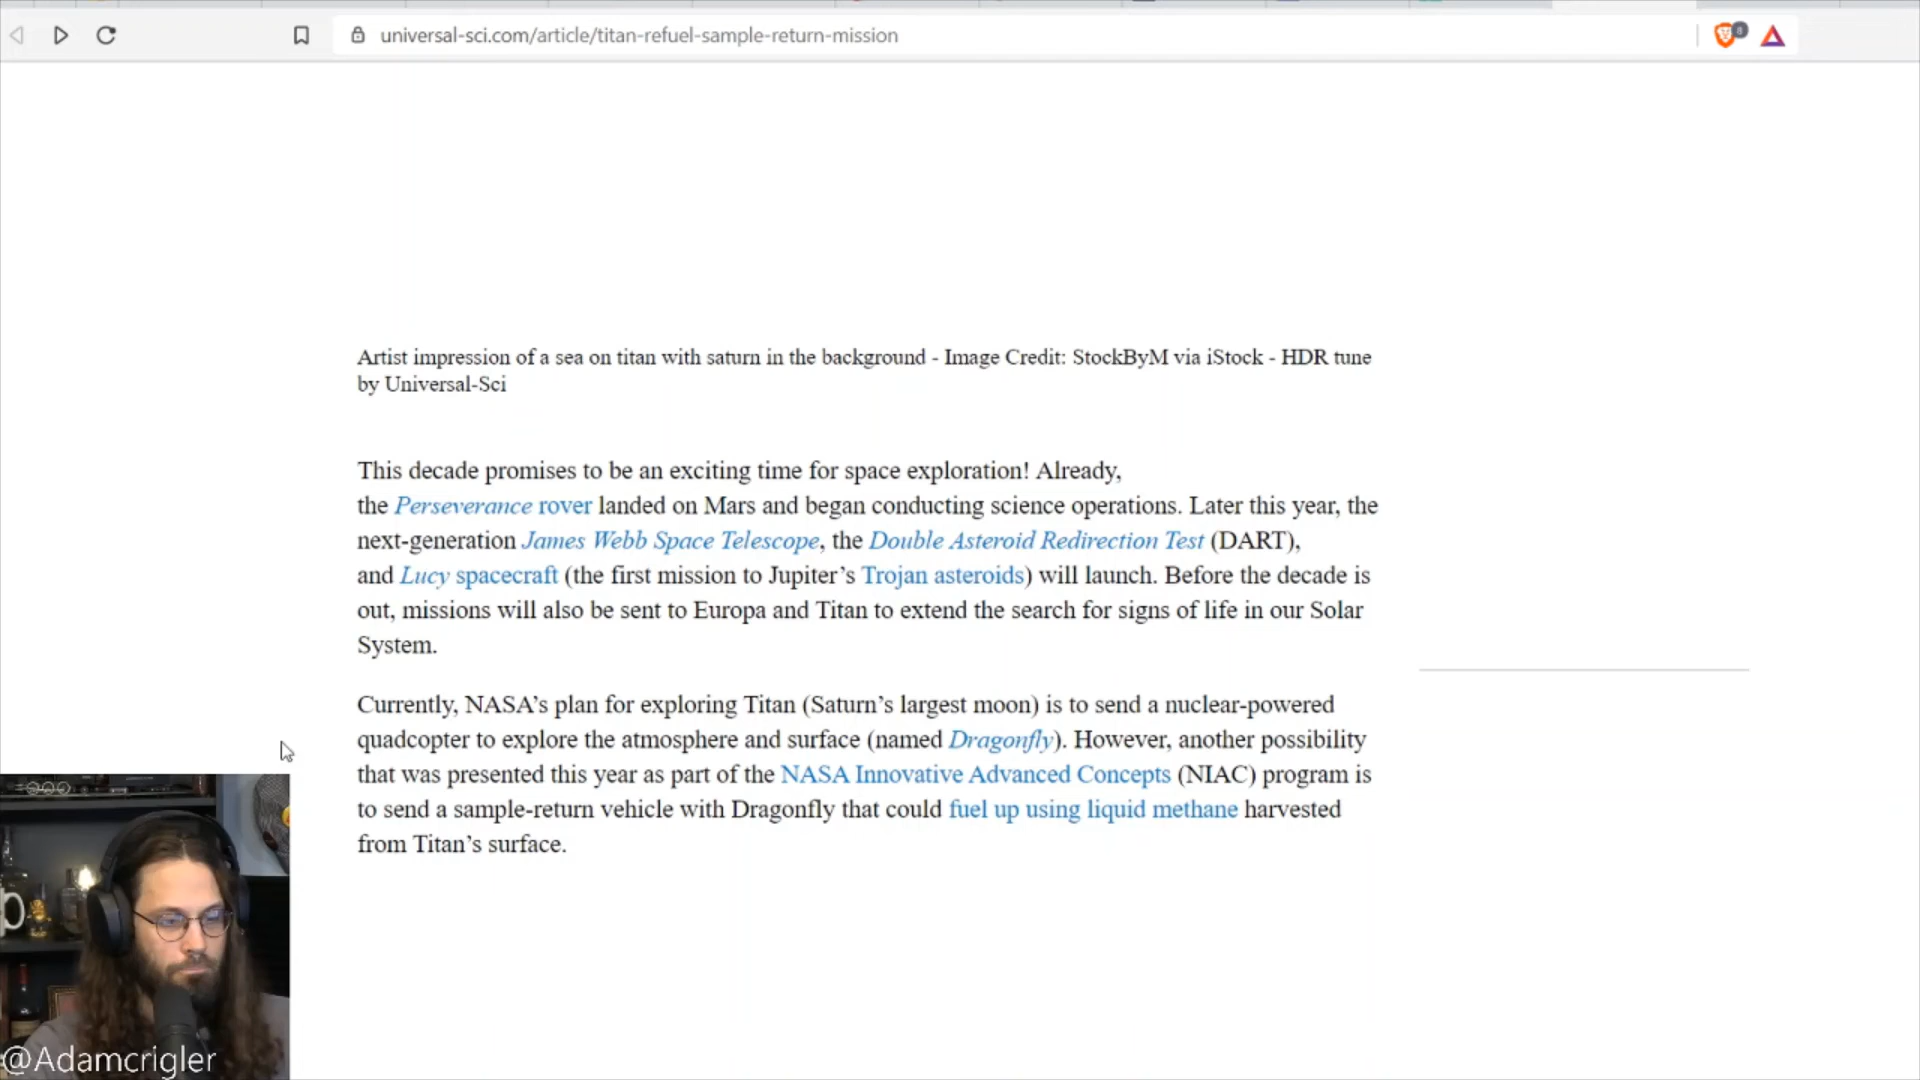 universal-sci.com/article/titan-refuel-sample-return-mission
8
Artist impression of a sea on titan with saturn in the background - Image Credit: StockByM via iStock - HDR tune
by Universal-Sci
This decade promises to be an exciting time for space exploration! Already,
the Perseverance rover landed on Mars and began conducting science operations. Later this year, the
next-generation James Webb Space Telescope, the Double Asteroid Redirection Test (DART),
and Lucy spacecraft (the first mission to Jupiter’s Trojan asteroids) will launch. Before the decade is
out, missions will also be sent to Europa and Titan to extend the search for signs of life in our Solar
System.
Currently, NASA’s plan for exploring Titan (Saturn’s largest moon) is to send a nuclear-powered
quadcopter to explore the atmosphere and surface (named Dragonfly). However, another possibility
that was presented this year as part of the NASA Innovative Advanced Concepts (NIAC) program is
to send a sample-return vehicle with Dragonfly that could fuel up using liquid methane harvested
from Titan’s surface.
@Adamcrigler